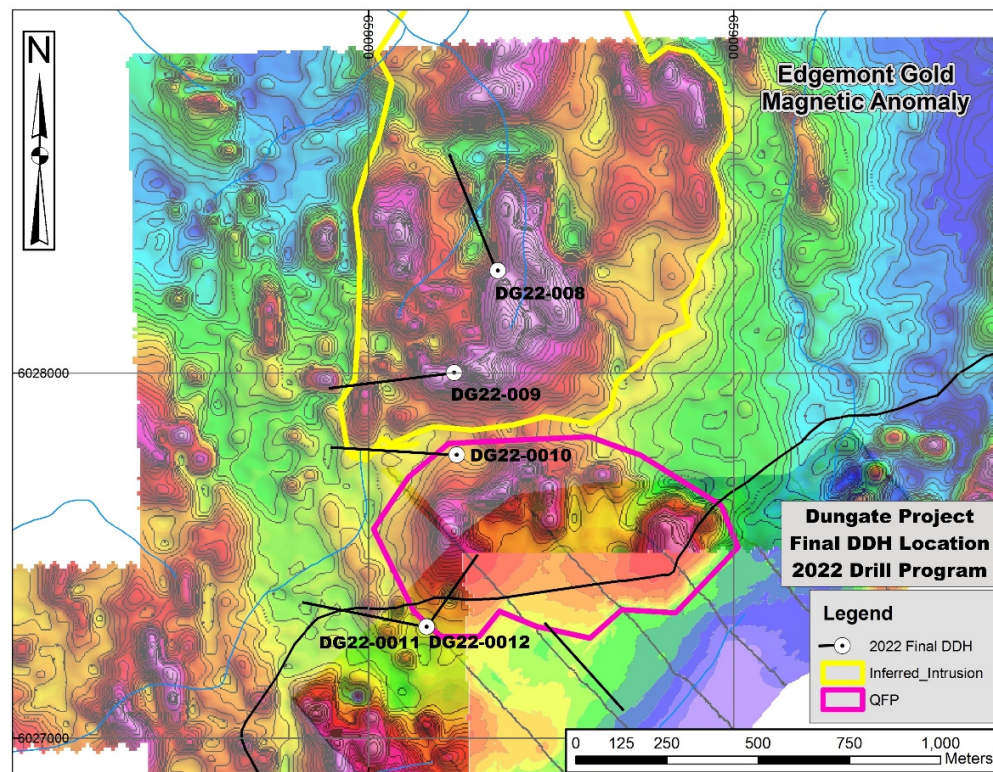 N
658000
659000
Edgemont Gold
Magnetic Anomaly
DG22-008
6028000
DG22-009
DG22-0010
Dungate Project
Final DDH Location
2022 Drill Program
Legend
2022 Final DDH
Inferred_Intrusion
QFP
DG22-0011 DG22-0012
6027000
0 125 250 500 750 1,000
Meters